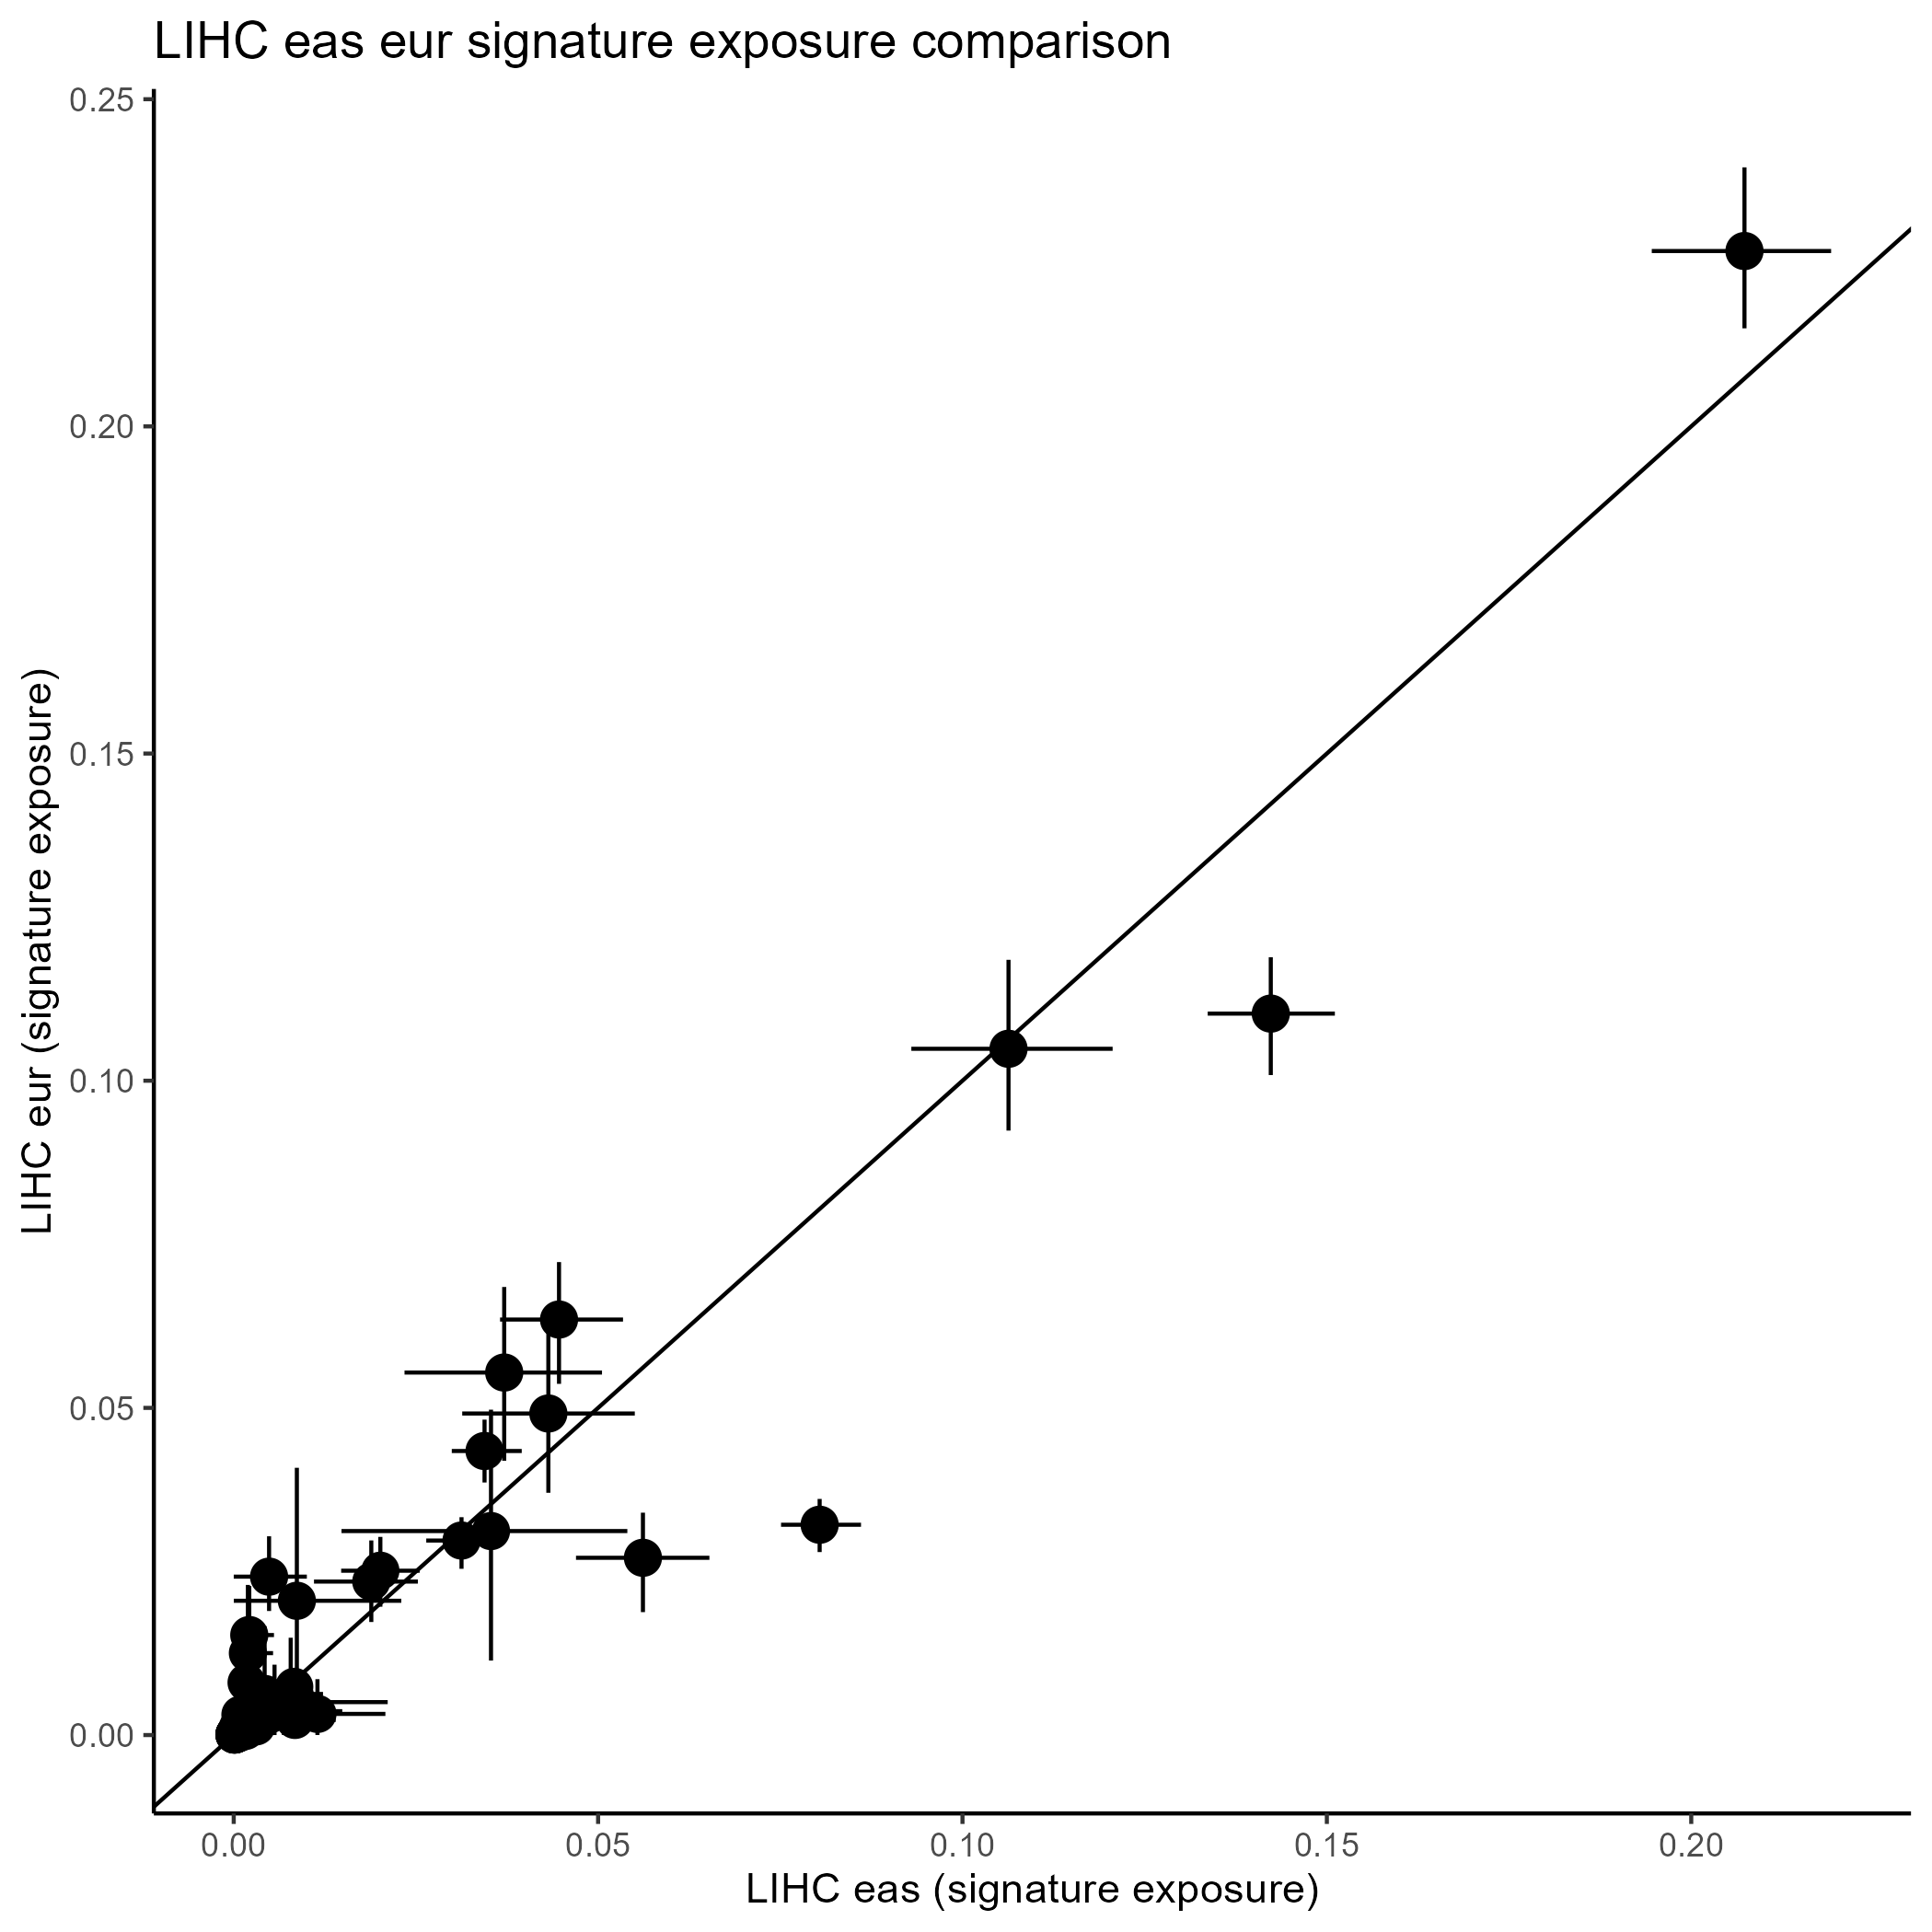 LIHC eas eur signature exposure comparison
0.25
0.20
0.15
0.10
0.05
0.00
LIHC eur (signature exposure)
0.00 0.05 0.10 0.15 0.20
LIHC eas (signature exposure)